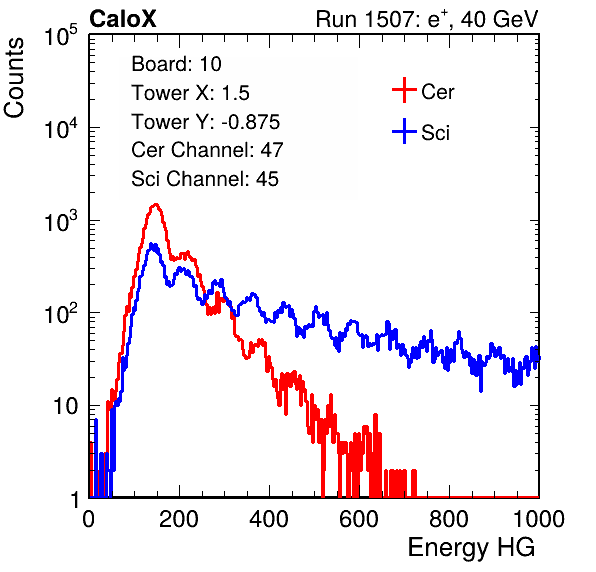 CaloX Run 1507: e⁺, 40 GeV
Counts
10⁵
10⁴
10³
10²
10
1
Board: 10
Tower X: 1.5
Tower Y: -0.875
Cer Channel: 47
Sci Channel: 45
Cer
Sci
0 200 400 600 800 1000
Energy HG